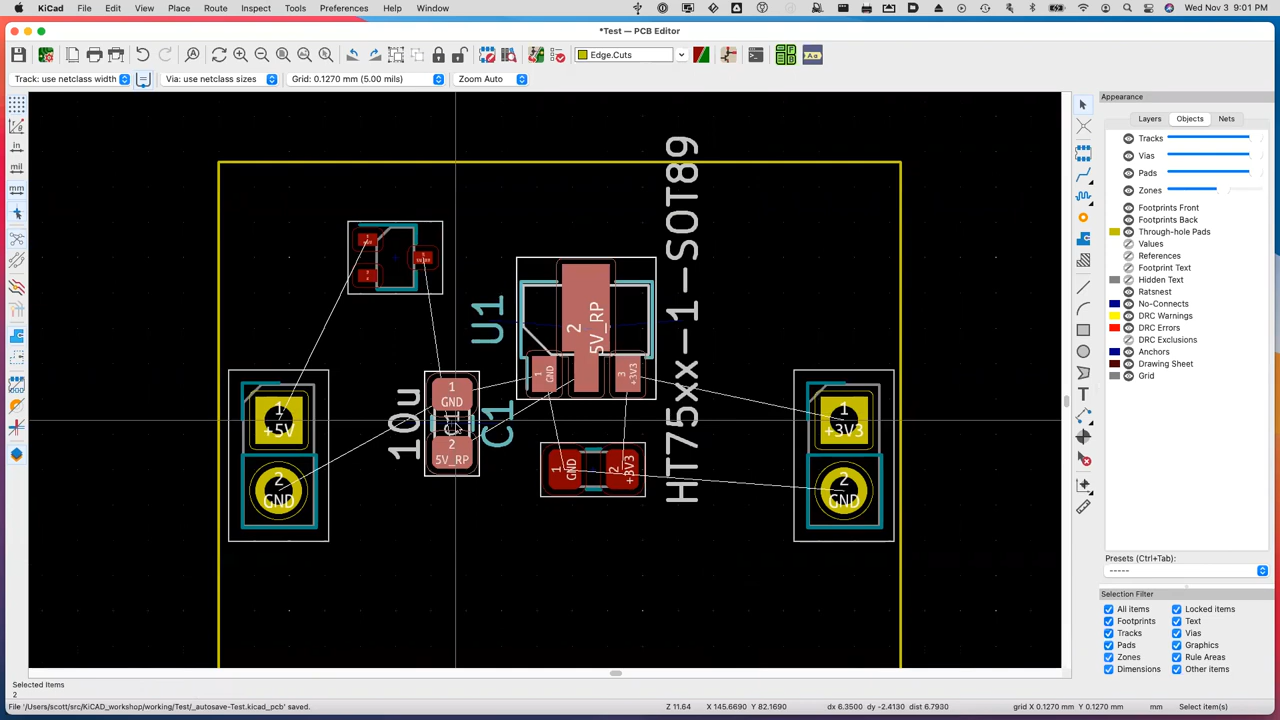 KiCad File Edit View Place Route Inspect Tools Preferences Help Window Wed Nov 3 9:01 PM
*Test — PCB Editor
Edge.Cuts
Track: use netclass width Via: use netclass sizes Grid: 0.1270 mm (5.00 mils) Zoom Auto
in
mil
mm
Appearance
Layers Objects Nets
Tracks
Vias
Pads
Zones
Footprints Front
Footprints Back
Through-hole Pads
Values
References
Footprint Text
Hidden Text
Ratsnest
No-Connects
DRC Warnings
DRC Errors
DRC Exclusions
Anchors
Drawing Sheet
Grid
Presets (Ctrl+Tab):
-----
Selection Filter
All items Locked items
Footprints Text
Tracks Vias
Pads Graphics
Zones Rule Areas
Dimensions Other items
HT75xx-1-SOT89
U1
2
5V_RP
1
GND
3
+3V3
10u
C1
1
GND
2
5V_RP
1
+5V
2
GND
1
GND
2
+3V3
1
+3V3
2
GND
Selected Items
2
File '/Users/scott/src/KiCAD_workshop/working/Test/_autosave-Test.kicad_pcb' saved. Z 11.64 X 145.6690 Y 82.1690 dx 6.3500 dy -2.4130 dist 6.7930 grid X 0.1270 Y 0.1270 mm Select item(s)